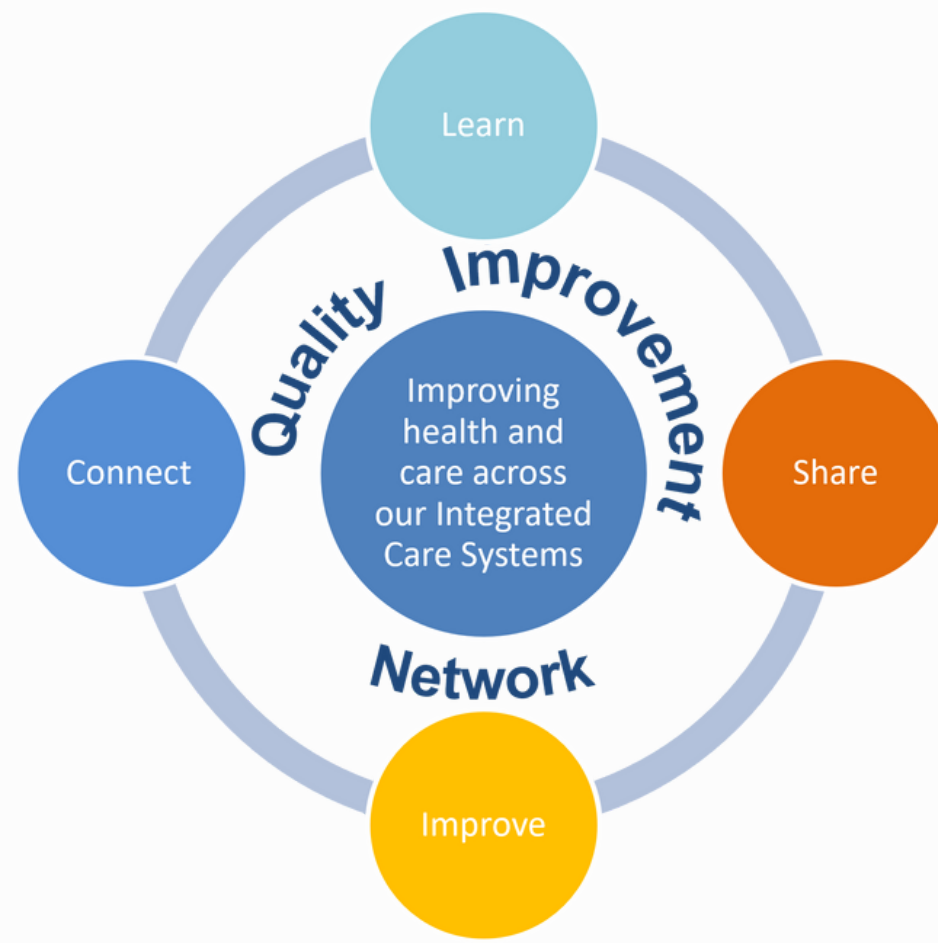 Learn
Quality Improvement
Improving
health and
care across
our Integrated
Care Systems
Connect
Share
Network
Improve